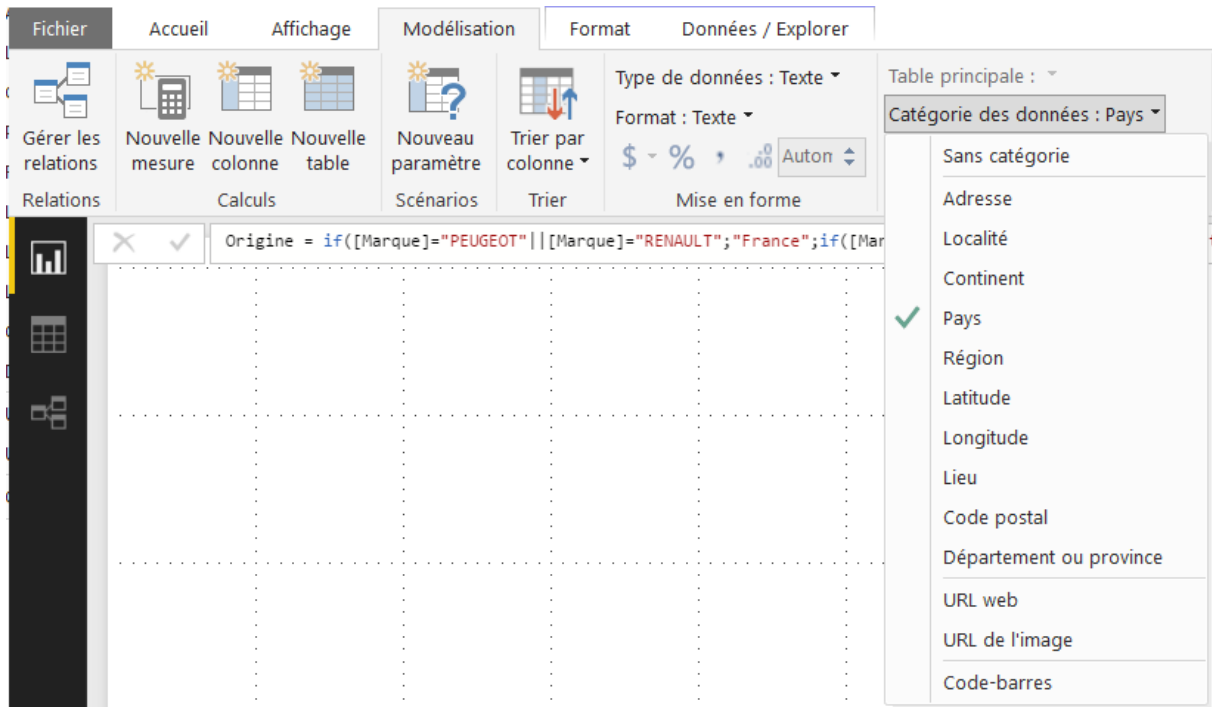 Fichier Accueil Affichage Modélisation Format Données / Explorer
Gérer les relations
Nouvelle mesure
Nouvelle colonne
Nouvelle table
Nouveau paramètre
Trier par colonne
Type de données : Texte
Format : Texte
$ % , .00 Auton
Table principale :
Catégorie des données : Pays
Relations Calculs Scénarios Trier Mise en forme
Origine = if([Marque]="PEUGEOT"||[Marque]="RENAULT";"France";if([Mar
Sans catégorie
Adresse
Localité
Continent
Pays
Région
Latitude
Longitude
Lieu
Code postal
Département ou province
URL web
URL de l'image
Code-barres